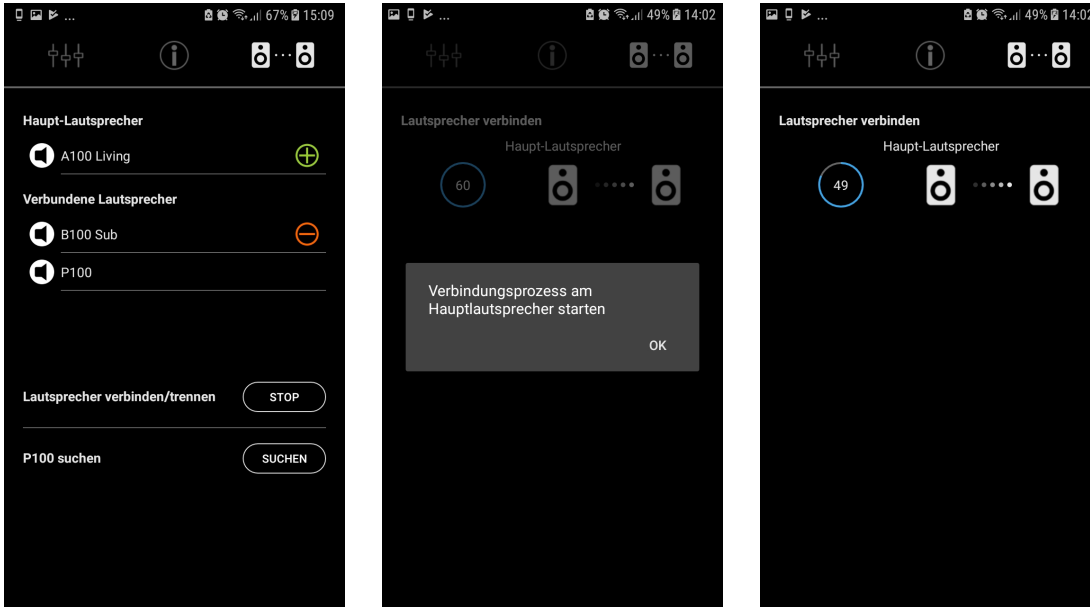 ... 67% 15:09
Haupt-Lautsprecher
A100 Living
Verbundene Lautsprecher
B100 Sub
P100
Lautsprecher verbinden/trennen STOP
P100 suchen SUCHEN
... 49% 14:02
Lautsprecher verbinden
Haupt-Lautsprecher
60
Verbindungsprozess am
Hauptlautsprecher starten
OK
... 49% 14:02
Lautsprecher verbinden
Haupt-Lautsprecher
49